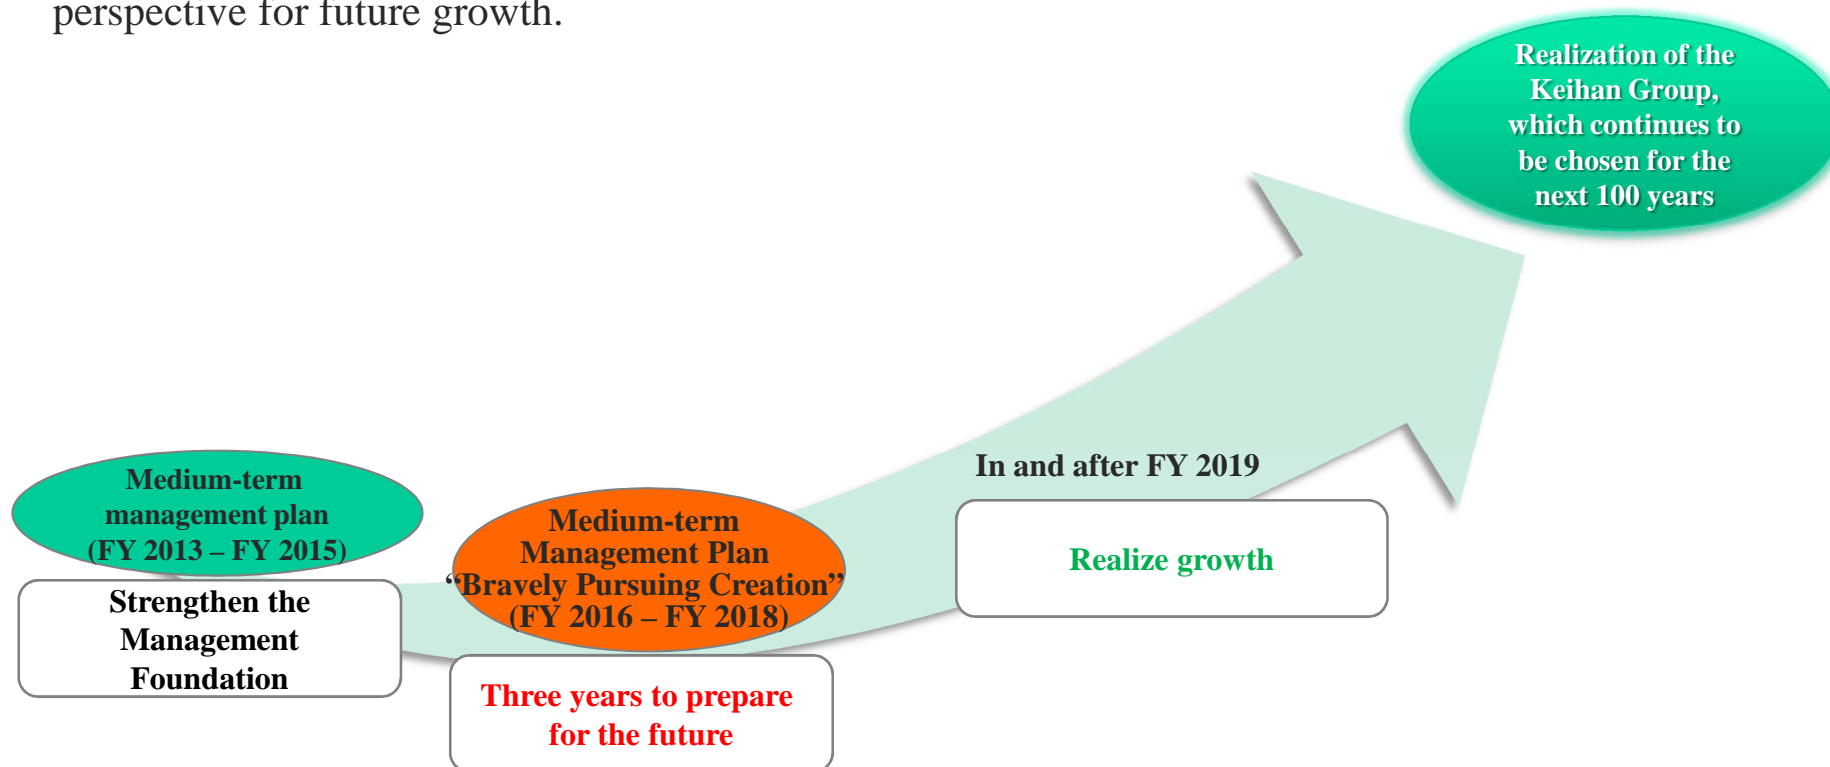 perspective for future growth.
Realization of the
Keihan Group,
which continues to
be chosen for the
next 100 years
Medium-term
management plan
(FY 2013 – FY 2015)
Strengthen the
Management
Foundation
Medium-term
Management Plan
“Bravely Pursuing Creation”
(FY 2016 – FY 2018)
Three years to prepare
for the future
In and after FY 2019
Realize growth